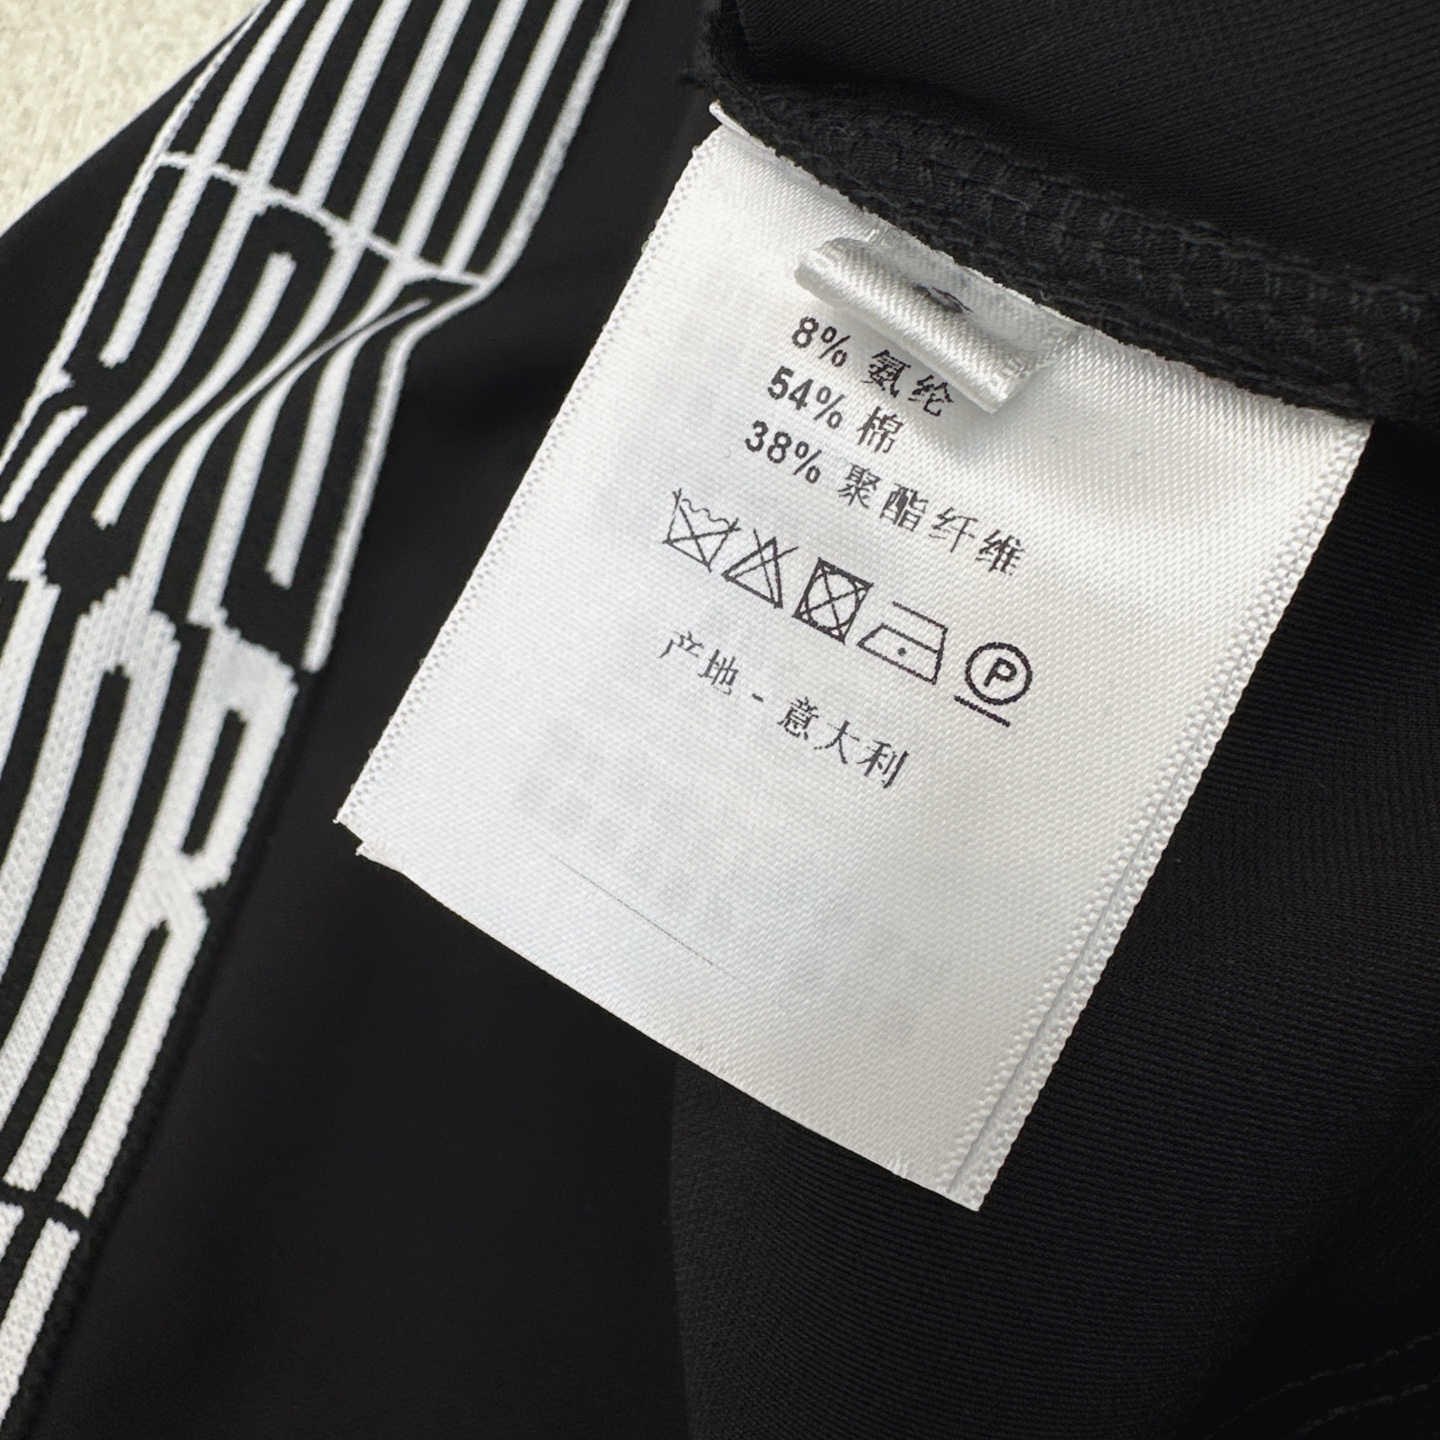 8% 氨纶
54% 棉
38% 聚酯纤维
P
产地 - 意大利